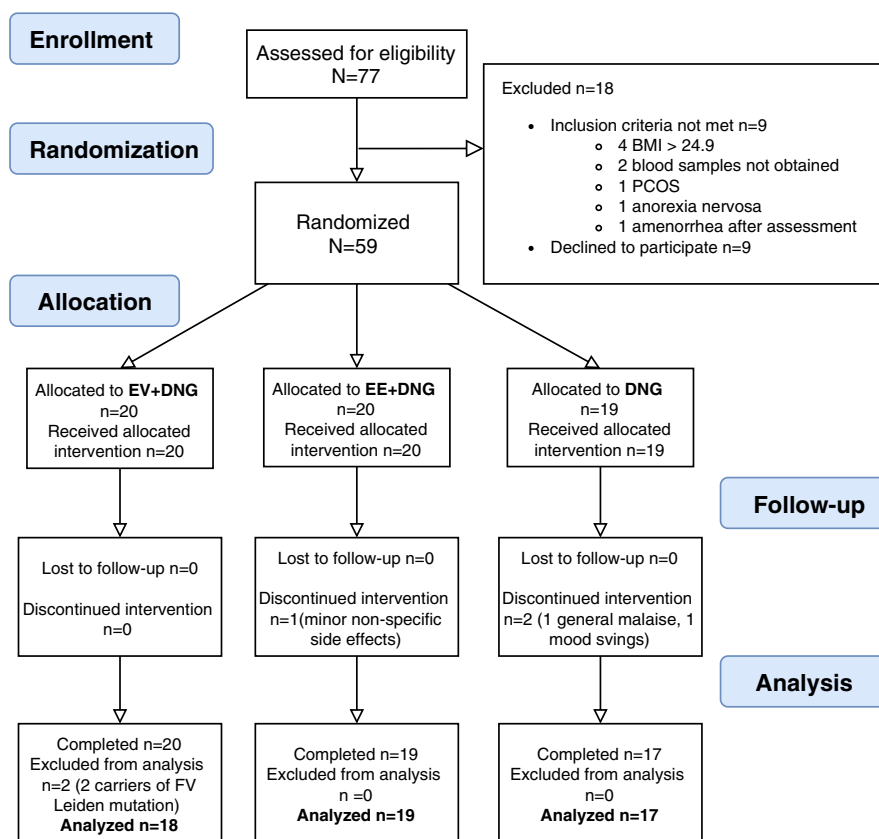 Enrollment
Assessed for eligibility
N=77
Excluded n=18
• Inclusion criteria not met n=9
o 4 BMI > 24.9
o 2 blood samples not obtained
o 1 PCOS
o 1 anorexia nervosa
o 1 amenorrhea after assessment
• Declined to participate n=9
Randomization
Randomized
N=59
Allocation
Allocated to EV+DNG
n=20
Received allocated
intervention n=20
Allocated to EE+DNG
n=20
Received allocated
intervention n=20
Allocated to DNG
n=19
Received allocated
intervention n=19
Follow-up
Lost to follow-up n=0
Discontinued intervention
n=0
Lost to follow-up n=0
Discontinued intervention
n=1(minor non-specific
side effects)
Lost to follow-up n=0
Discontinued intervention
n=2 (1 general malaise, 1
mood svings)
Analysis
Completed n=20
Excluded from analysis
n=2 (2 carriers of FV
Leiden mutation)
Analyzed n=18
Completed n=19
Excluded from analysis
n =0
Analyzed n=19
Completed n=17
Excluded from analysis
n=0
Analyzed n=17